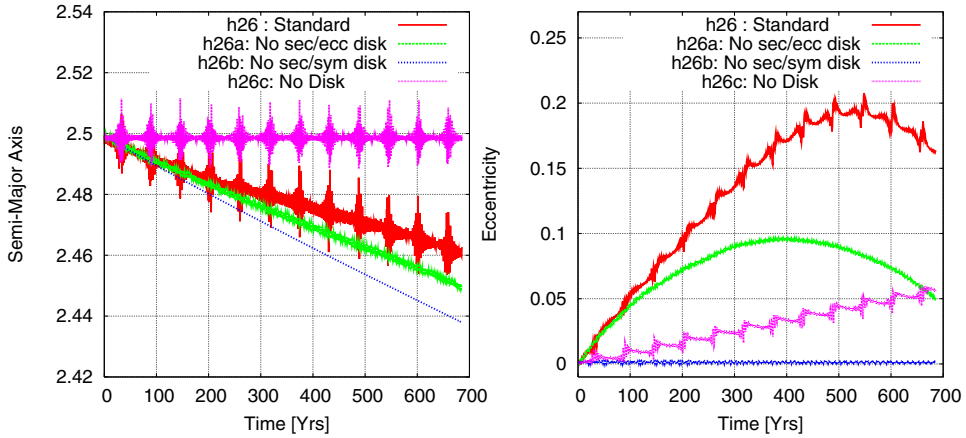 2.54
2.52
2.5
2.48
2.46
2.44
2.42
Semi-Major Axis
h26 : Standard
h26a: No sec/ecc disk
h26b: No sec/sym disk
h26c: No Disk
0 100 200 300 400 500 600 700
Time [Yrs]
0.25
0.2
0.15
0.1
0.05
0
Eccentricity
h26 : Standard
h26a: No sec/ecc disk
h26b: No sec/sym disk
h26c: No Disk
0 100 200 300 400 500 600 700
Time [Yrs]